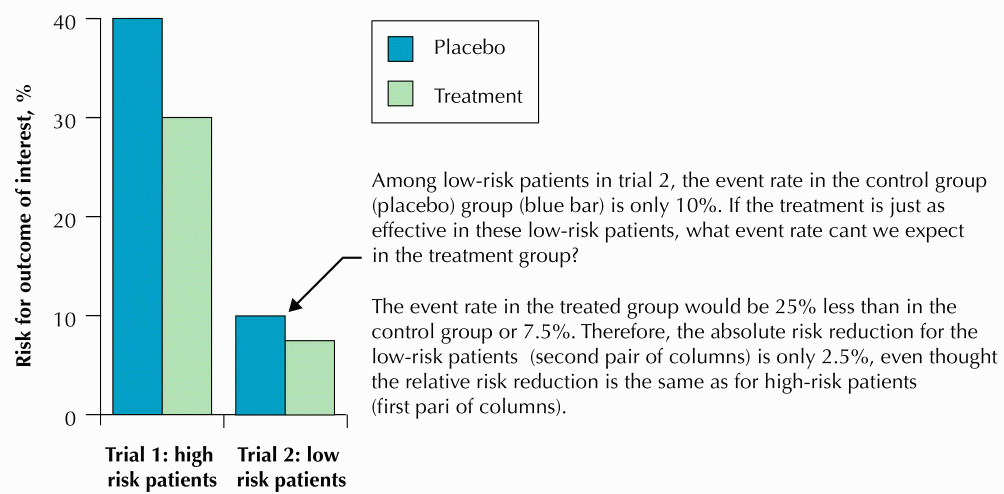 40
30
20
10
0
Risk for outcome of interest, %
Trial 1: high
risk patients
Trial 2: low
risk patients
Placebo
Treatment
Among low-risk patients in trial 2, the event rate in the control group
(placebo) group (blue bar) is only 10%. If the treatment is just as
effective in these low-risk patients, what event rate cant we expect
in the treatment group?
The event rate in the treated group would be 25% less than in the
control group or 7.5%. Therefore, the absolute risk reduction for the
low-risk patients (second pair of columns) is only 2.5%, even thought
the relative risk reduction is the same as for high-risk patients
(first pari of columns).